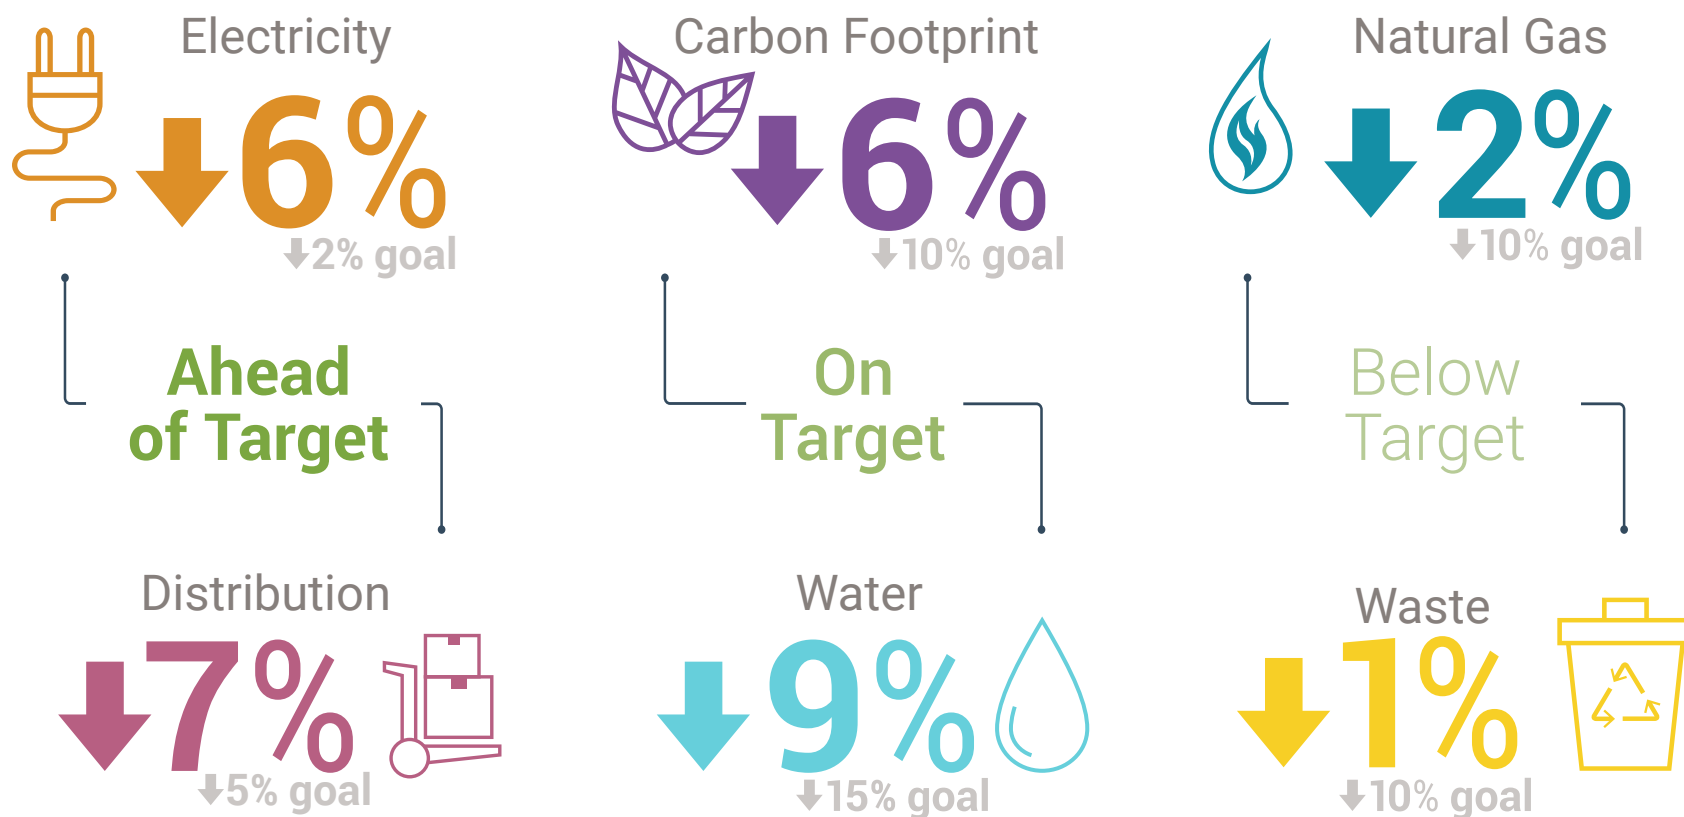 Electricity
6%
2% goal
Carbon Footprint
6%
10% goal
Natural Gas
2%
10% goal
Ahead
of Target
On
Target
Below
Target
Distribution
7%
5% goal
Water
9%
15% goal
Waste
1%
10% goal